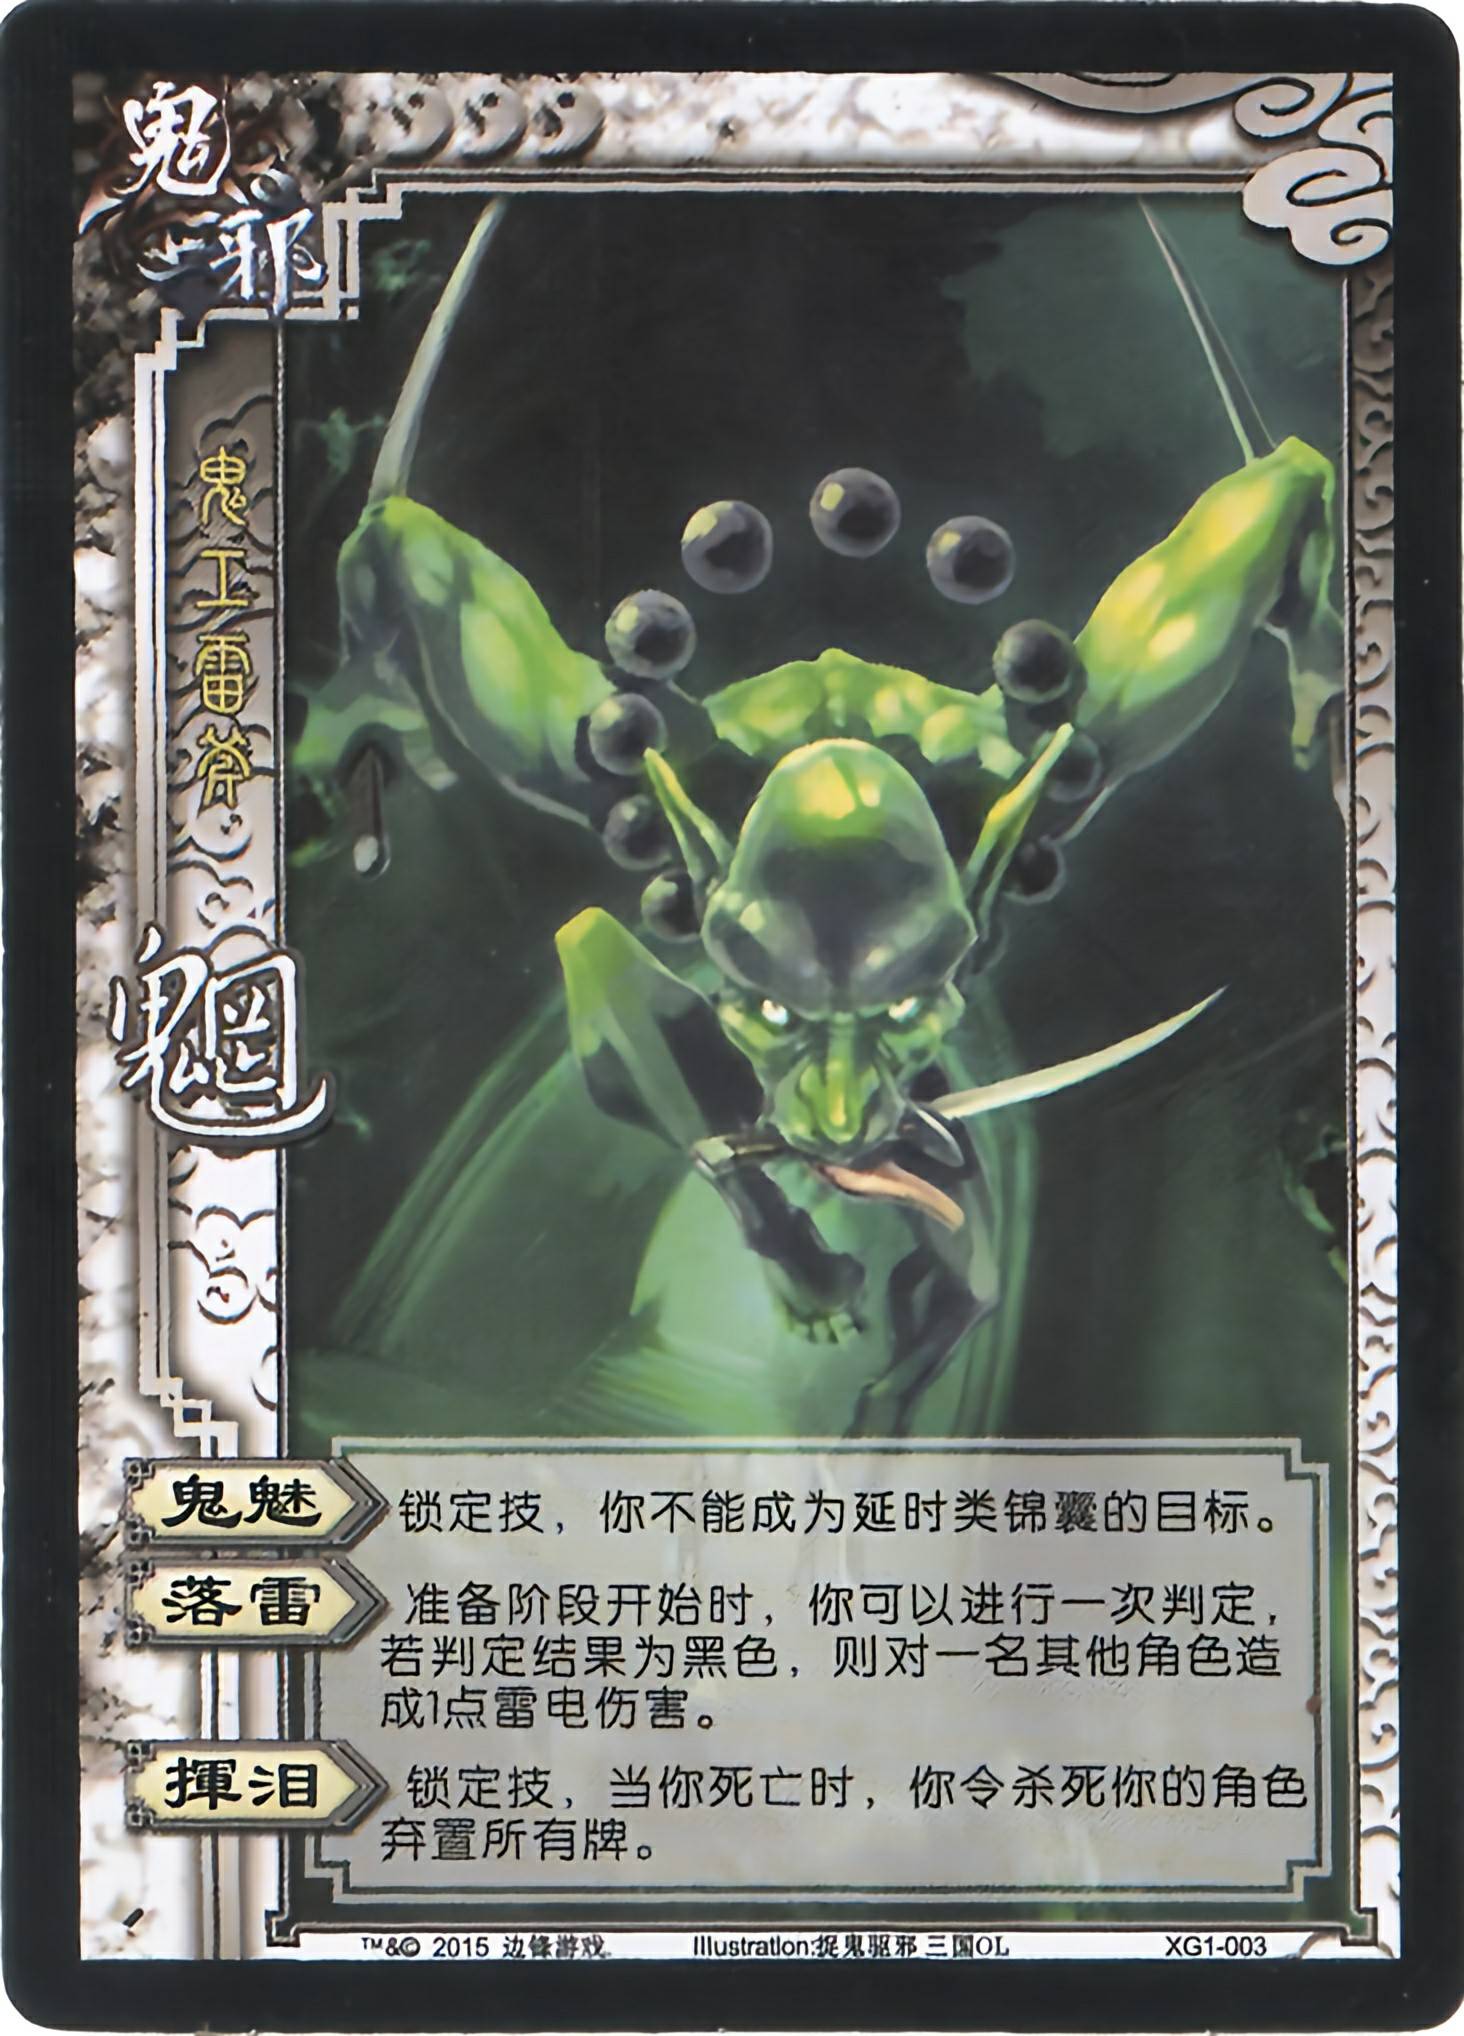 鬼
邪
鬼工雷斧
魍
鬼魅
锁定技，你不能成为延时类锦囊的目标。
落雷
准备阶段开始时，你可以进行一次判定，
若判定结果为黑色，则对一名其他角色造
成1点雷电伤害。
揮泪
锁定技，当你死亡时，你令杀死你的角色
弃置所有牌。
™&© 2015 边锋游戏
Illustration:捉鬼驱邪 三国OL
XG1-003